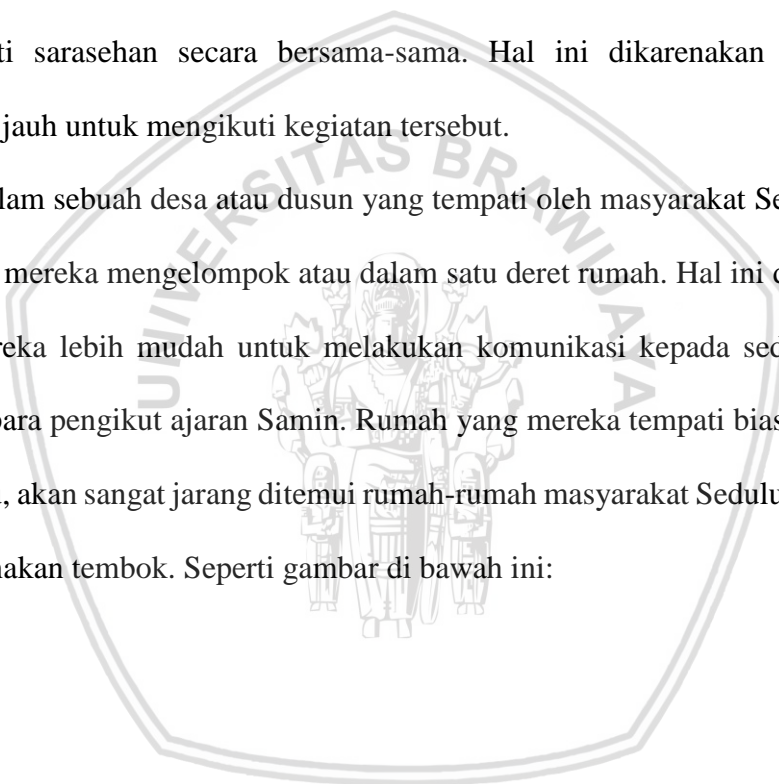 ti sarasehan secara bersama-sama. Hal ini dikarenakan
jauh untuk mengikuti kegiatan tersebut.
lam sebuah desa atau dusun yang tempati oleh masyarakat Se
mereka mengelompok atau dalam satu deret rumah. Hal ini d
eka lebih mudah untuk melakukan komunikasi kepada sed
para pengikut ajaran Samin. Rumah yang mereka tempati bias
, akan sangat jarang ditemui rumah-rumah masyarakat Sedulu
nakan tembok. Seperti gambar di bawah ini:
UNIVERSITAS BRAWIJAYA